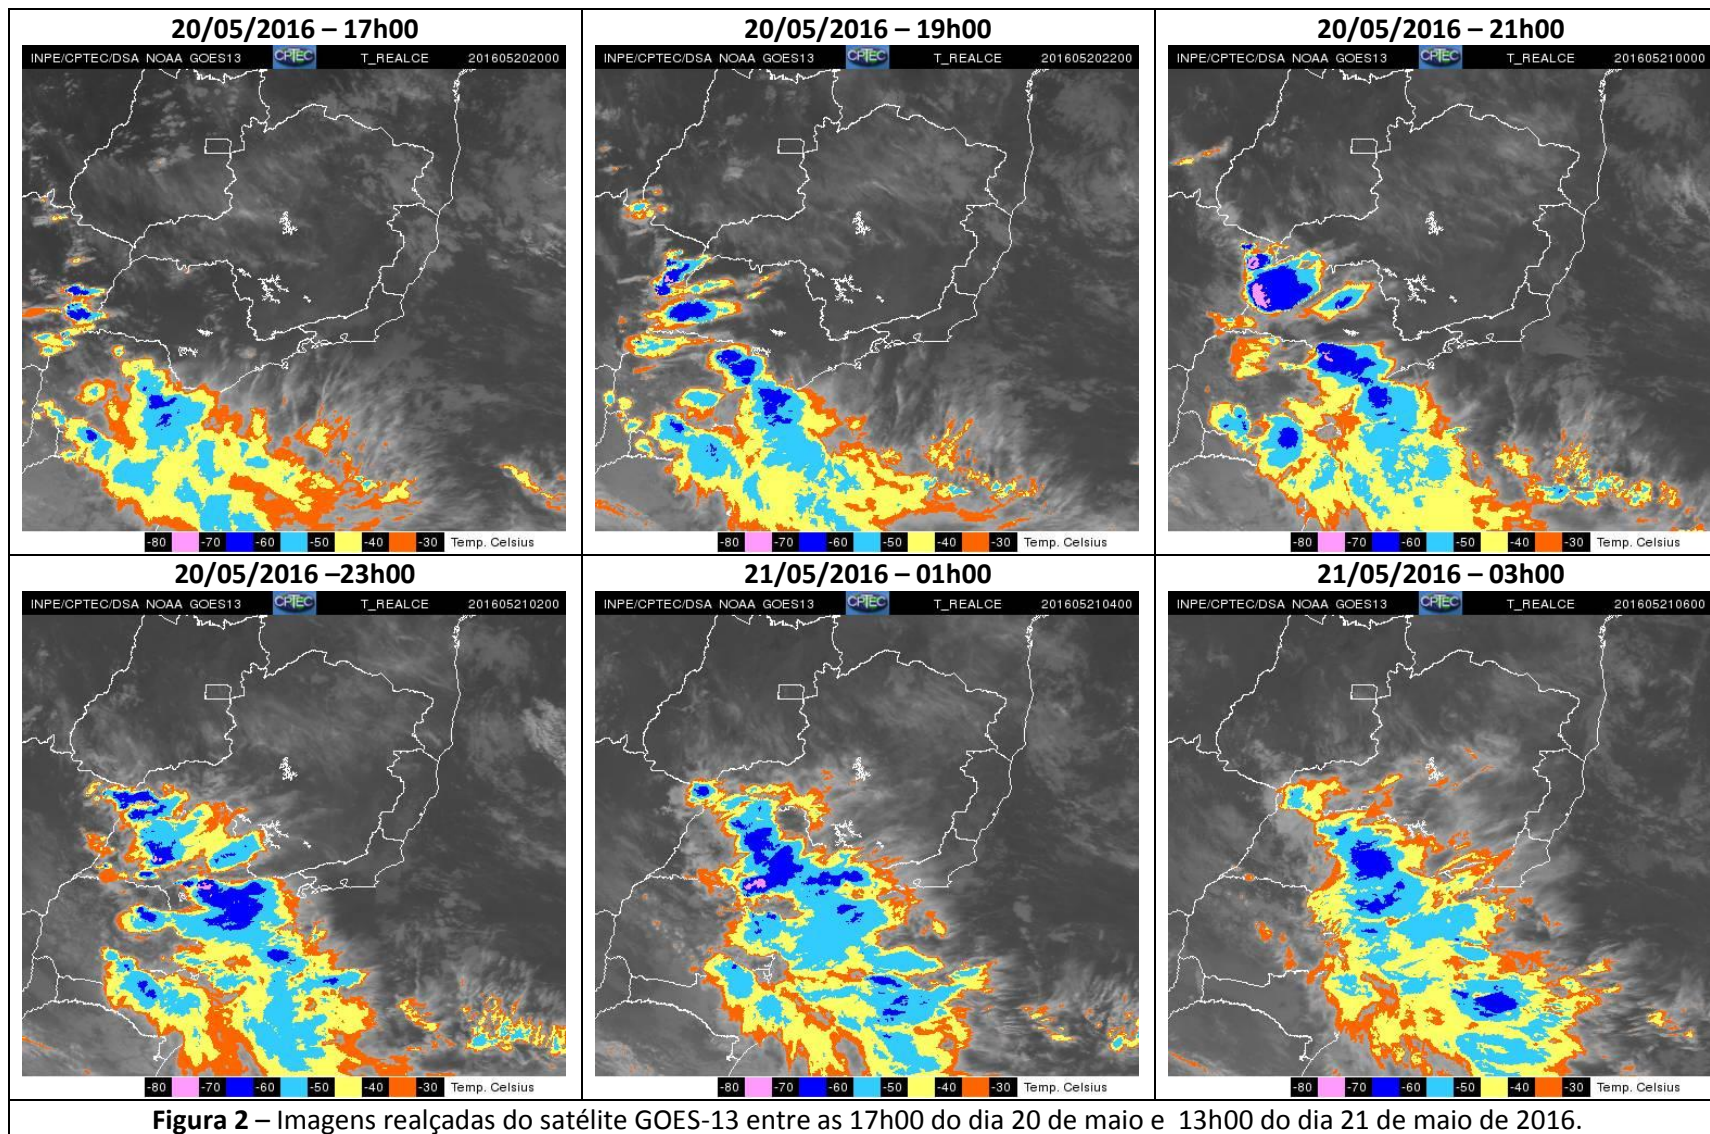 20/05/2016 – 17h00
INPE/CPTEC/DSA NOAA GOES13 CPTEC T_REALCE 201605202000
-80 -70 -60 -50 -40 -30 Temp. Celsius
20/05/2016 – 19h00
INPE/CPTEC/DSA NOAA GOES13 CPTEC T_REALCE 201605202200
-80 -70 -60 -50 -40 -30 Temp. Celsius
20/05/2016 – 21h00
INPE/CPTEC/DSA NOAA GOES13 CPTEC T_REALCE 201605210000
-80 -70 -60 -50 -40 -30 Temp. Celsius
20/05/2016 –23h00
INPE/CPTEC/DSA NOAA GOES13 CPTEC T_REALCE 201605210200
-80 -70 -60 -50 -40 -30 Temp. Celsius
21/05/2016 – 01h00
INPE/CPTEC/DSA NOAA GOES13 CPTEC T_REALCE 201605210400
-80 -70 -60 -50 -40 -30 Temp. Celsius
21/05/2016 – 03h00
INPE/CPTEC/DSA NOAA GOES13 CPTEC T_REALCE 201605210600
-80 -70 -60 -50 -40 -30 Temp. Celsius
Figura 2 – Imagens realçadas do satélite GOES-13 entre as 17h00 do dia 20 de maio e 13h00 do dia 21 de maio de 2016.